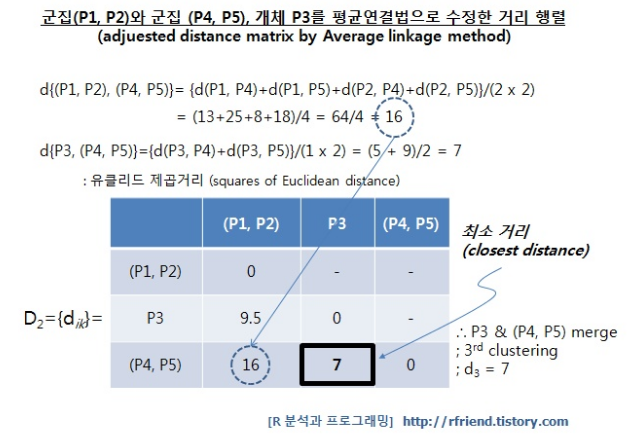 군집(P1, P2)와 군집 (P4, P5), 개체 P3를 평균연결법으로 수정한 거리 행렬
(adjuested distance matrix by Average linkage method)
d{(P1, P2), (P4, P5)}= {d(P1, P4)+d(P1, P5)+d(P2, P4)+d(P2, P5)}/(2 x 2)
= (13+25+8+18)/4 = 64/4 = 16
d{P3, (P4, P5)}={d(P3, P4)+d(P3, P5)}/(1 x 2) = (5 + 9)/2 = 7
: 유클리드 제곱거리 (squares of Euclidean distance)
(P1, P2) P3 (P4, P5)
(P1, P2) 0 - -
P3 9.5 0 -
(P4, P5) 16 7 0
D₂={d_ik}=
최소 거리
(closest distance)
∴ P3 & (P4, P5) merge
; 3rd clustering
; d₃ = 7
[R 분석과 프로그래밍] http://rfriend.tistory.com